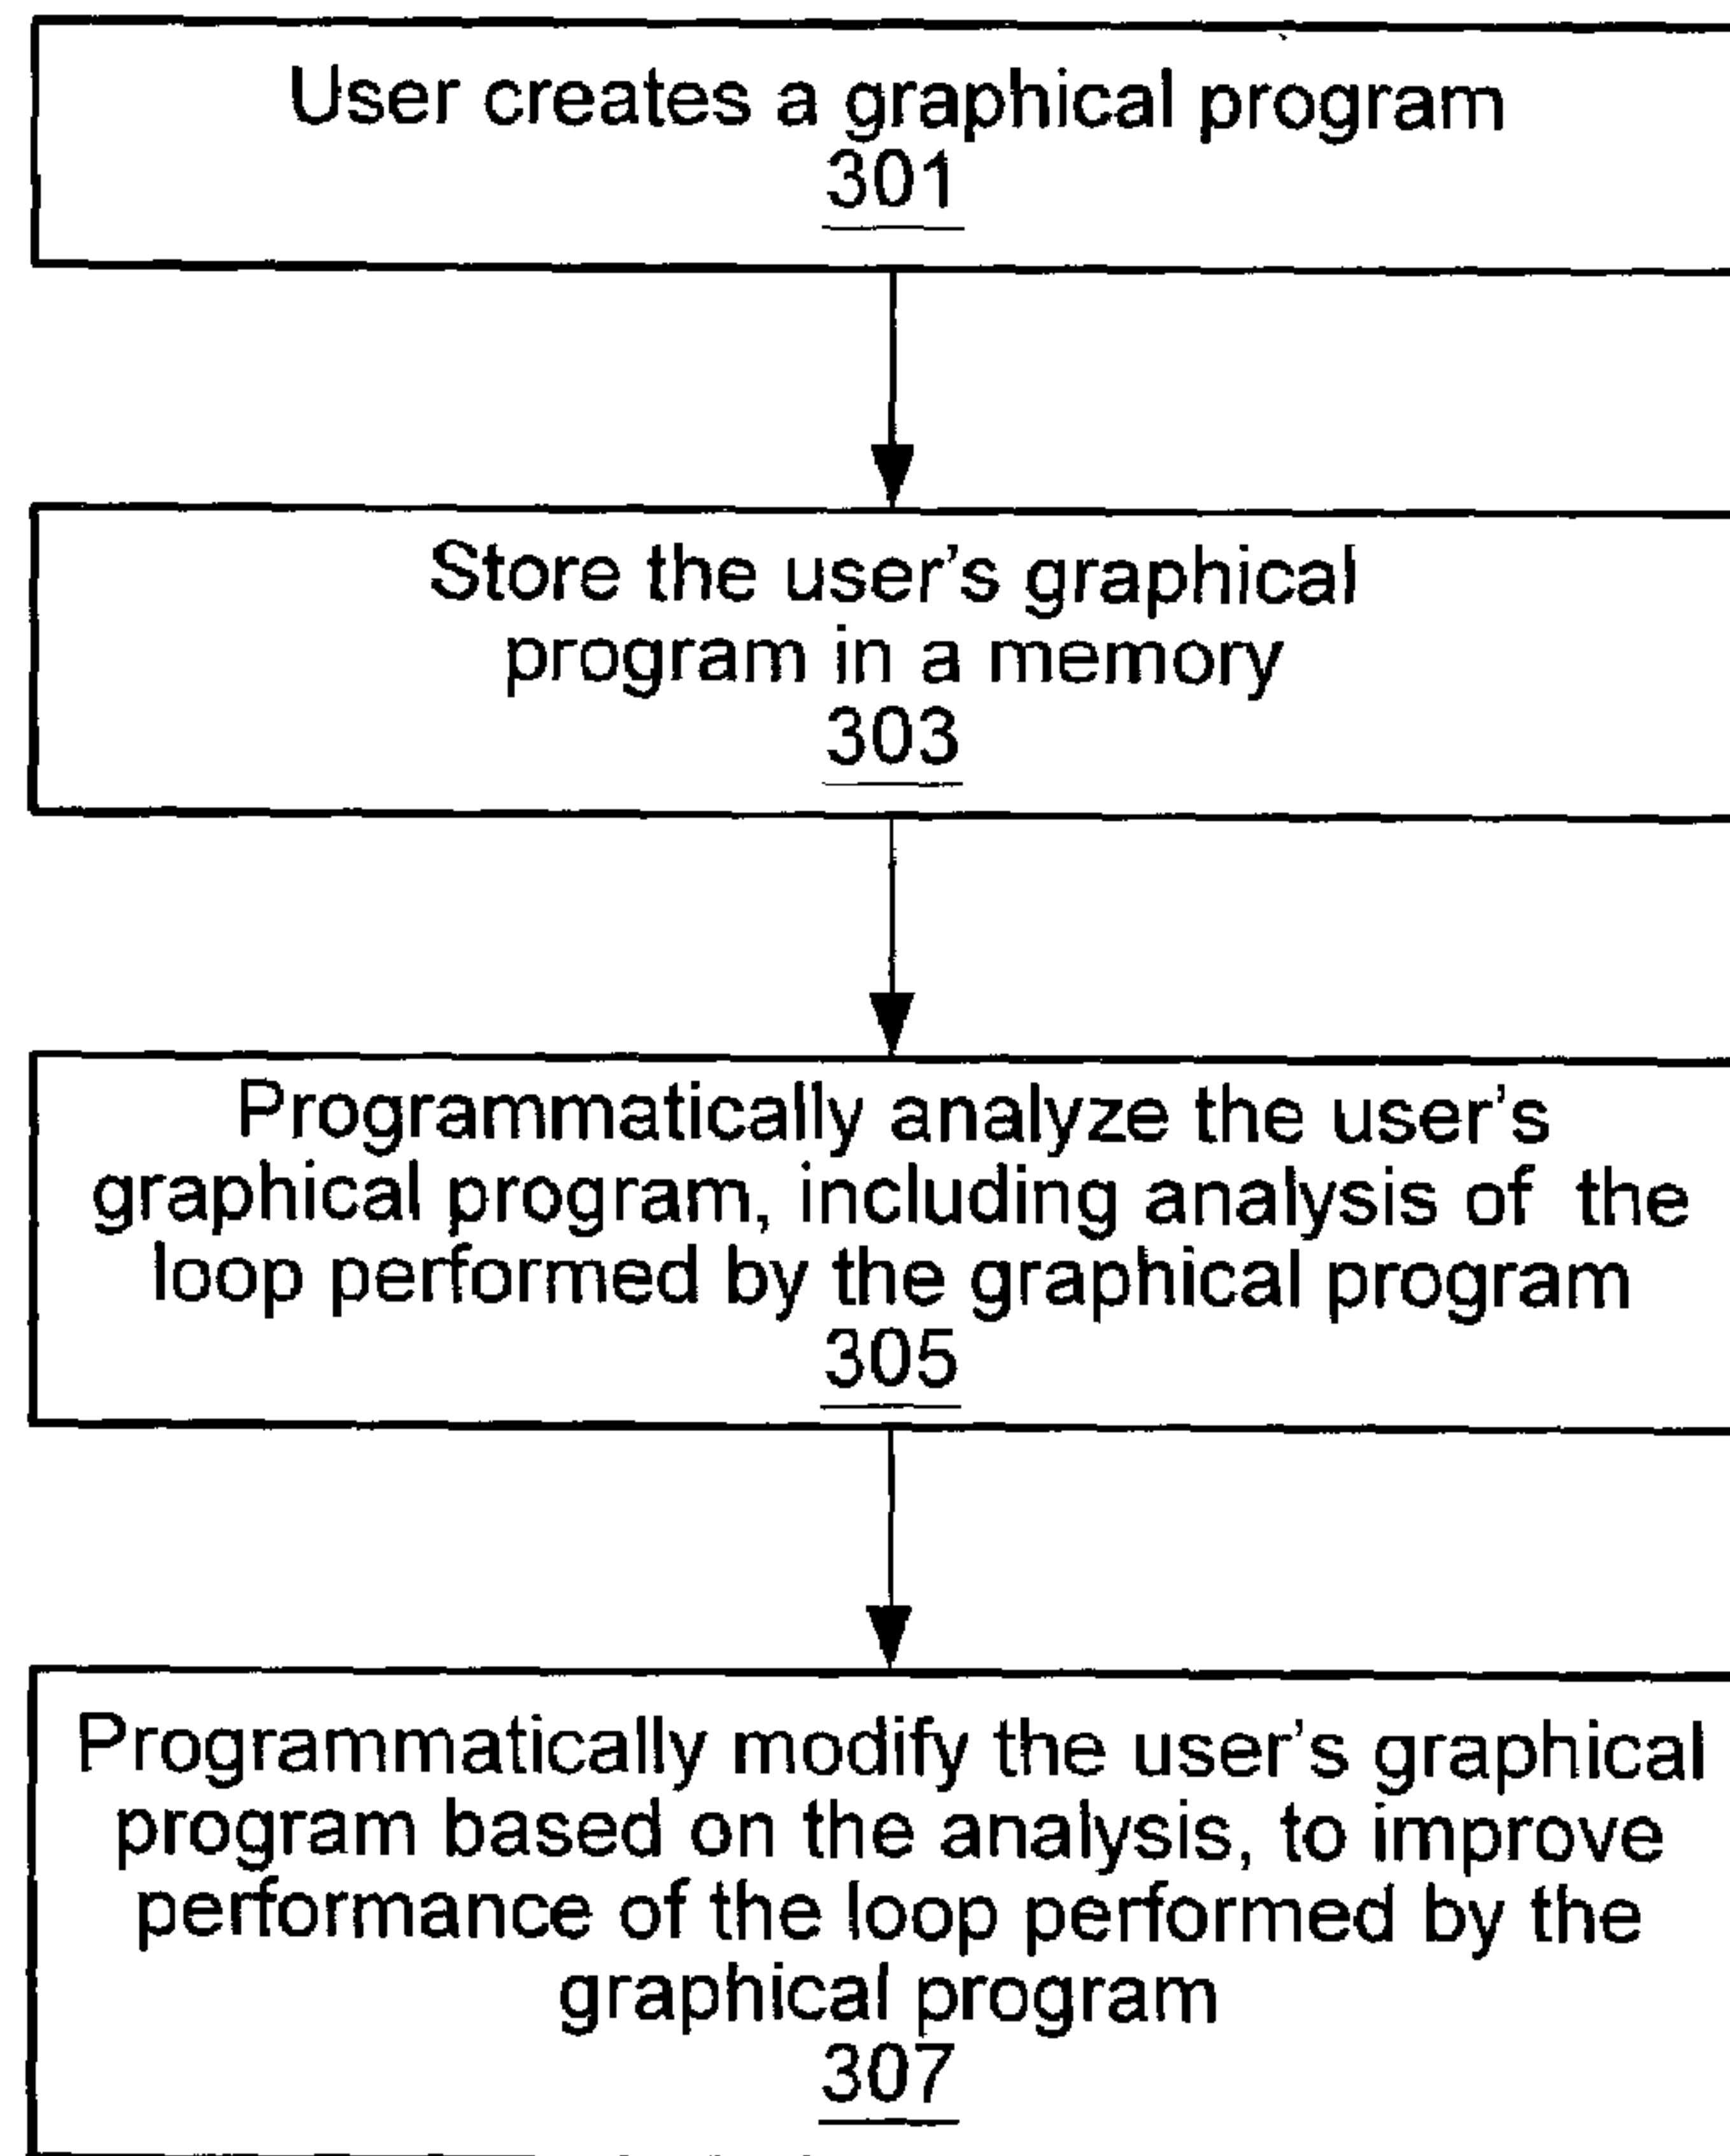 User creates a graphical program
301
Store the user's graphical
program in a memory
303
Programmatically analyze the user's
graphical program, including analysis of the
loop performed by the graphical program
305
Programmatically modify the user's graphical
program based on the analysis, to improve
performance of the loop performed by the
graphical program
307